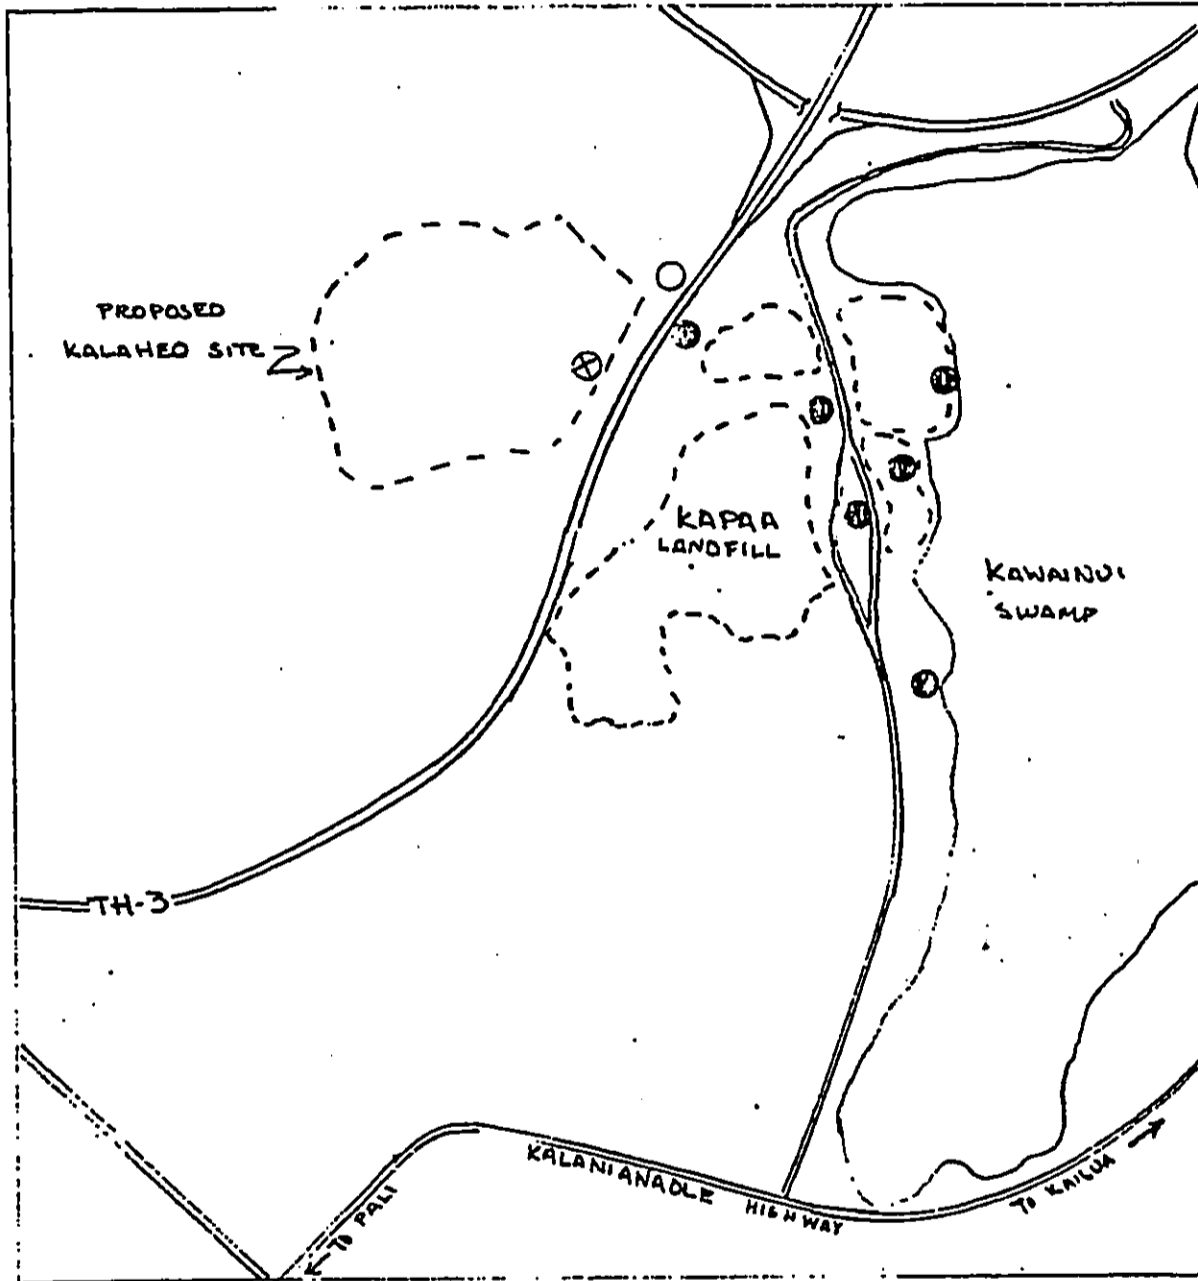 PROPOSED
KALAHEO SITE
KAPAA
LANDFILL
KAWAINUI
SWAMP
TH-3
KALANIANAOLE HIGHWAY
TO PALI
TO KAILUA